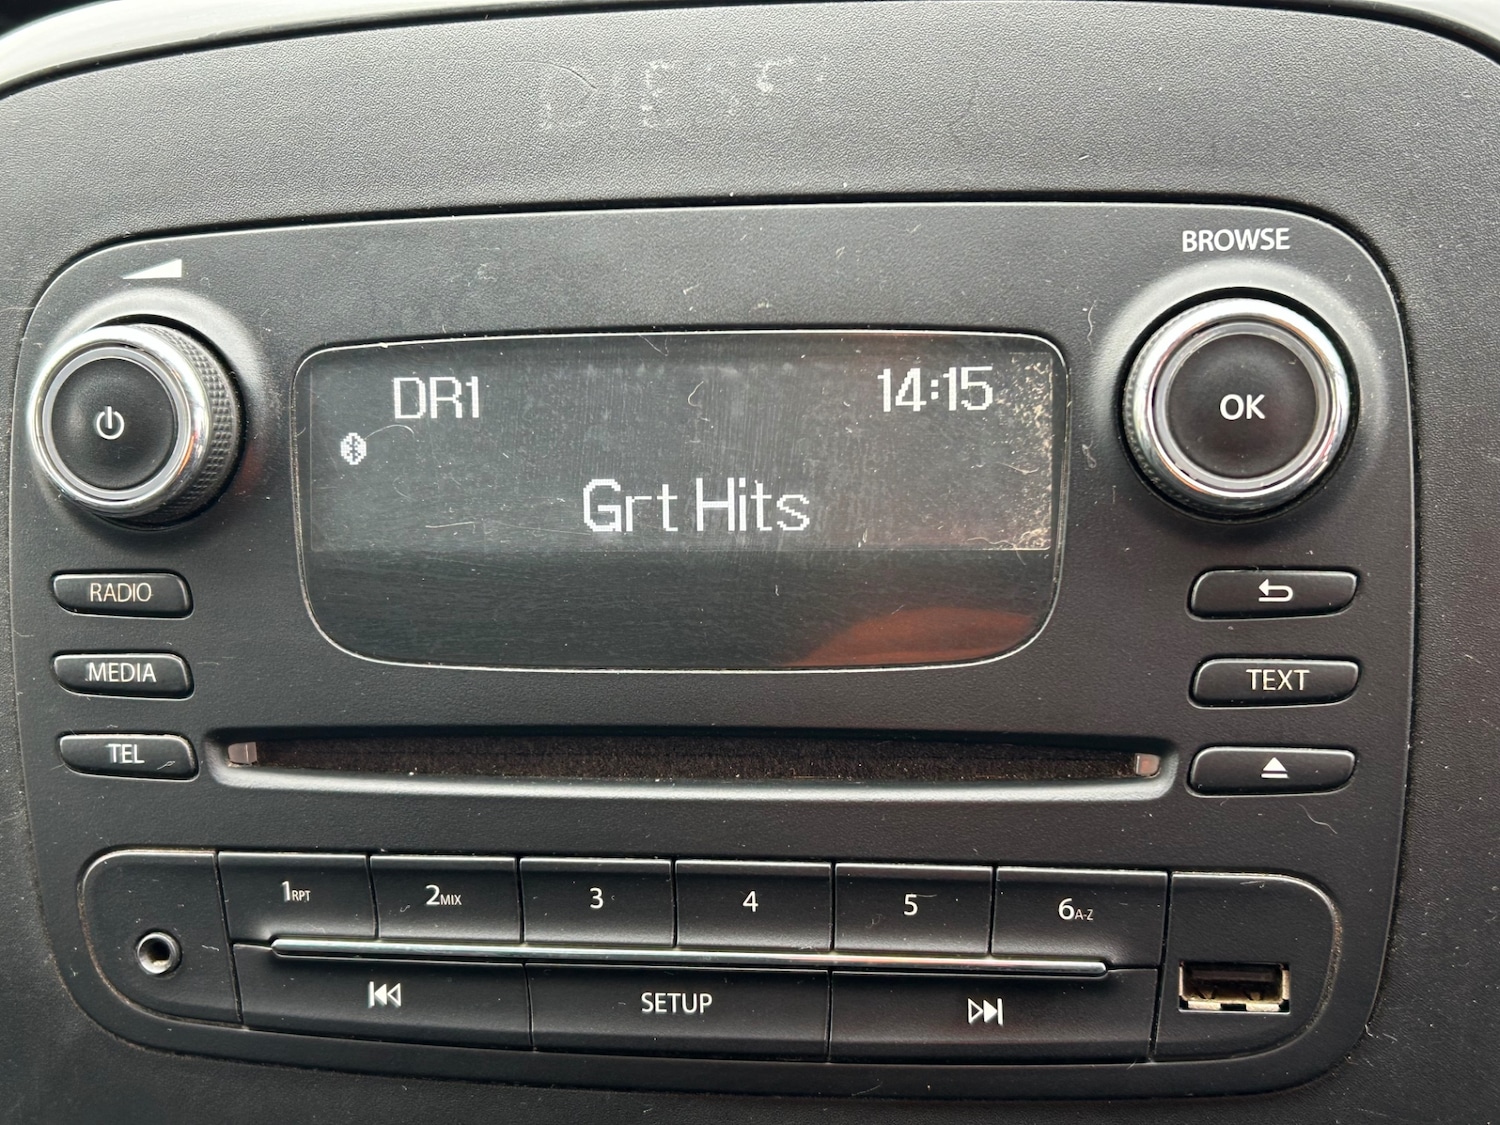 BROWSE
DR1 14:15
OK
Grt Hits
RADIO
MEDIA
TEXT
TEL
1RPT 2MIX 3 4 5 6A-Z
SETUP